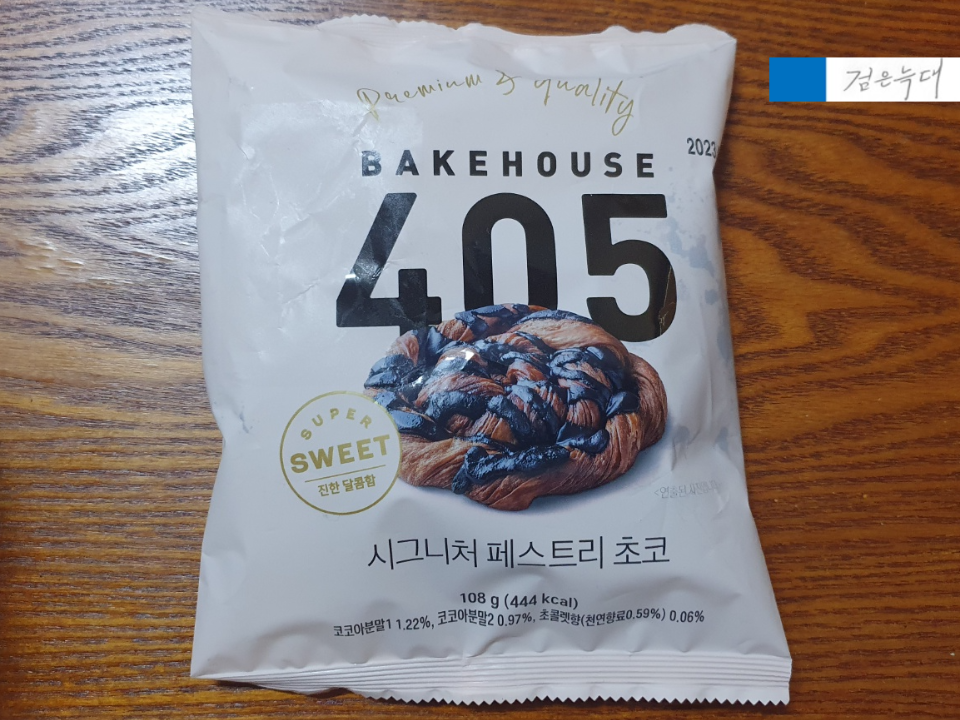 검은늑대
Premium & quality
2023
BAKEHOUSE
405
SUPER
SWEET
진한 달콤함
시그니처 페스트리 초코
108 g (444 kcal)
코코아분말1 1.22%, 코코아분말2 0.97%, 초콜렛향(천연향료0.59%) 0.06%